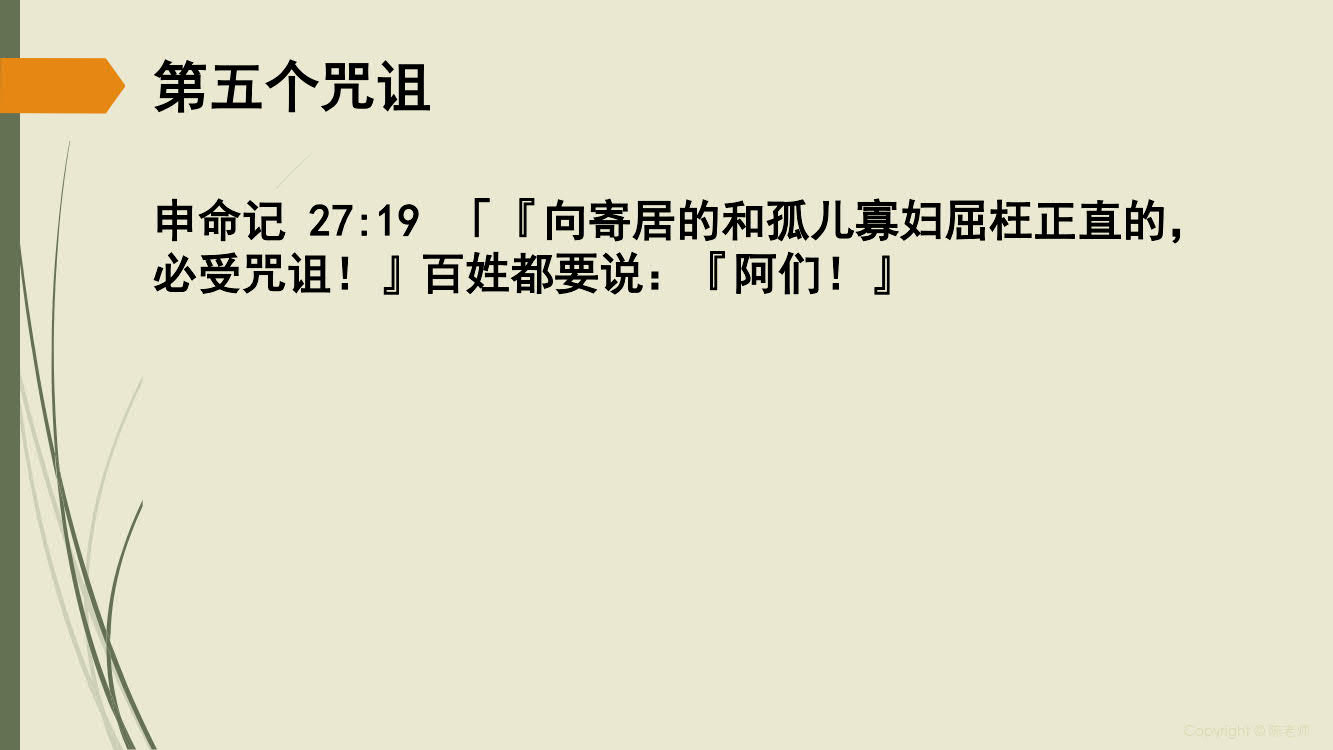 第五个咒诅
申命记 27:19 「『向寄居的和孤儿寡妇屈枉正直的，
必受咒诅！』百姓都要说：『阿们！』
Copyright © 陈老师